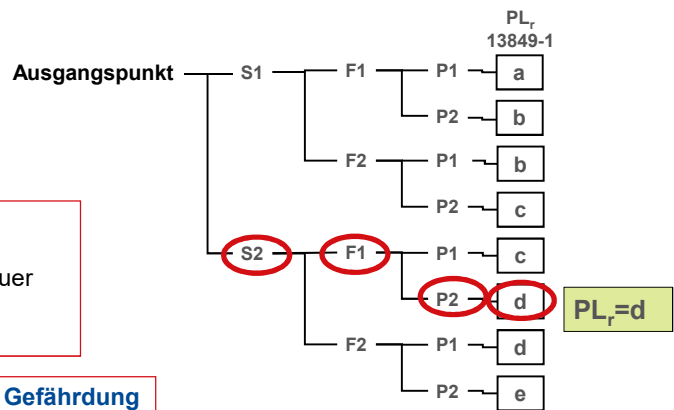 PLr
13849-1
Ausgangspunkt S1 F1 P1 a
P2 b
F2 P1 b
P2 c
S2 F1 P1 c
uer
P2 d PLr=d
F2 P1 d
Gefährdung
P2 e